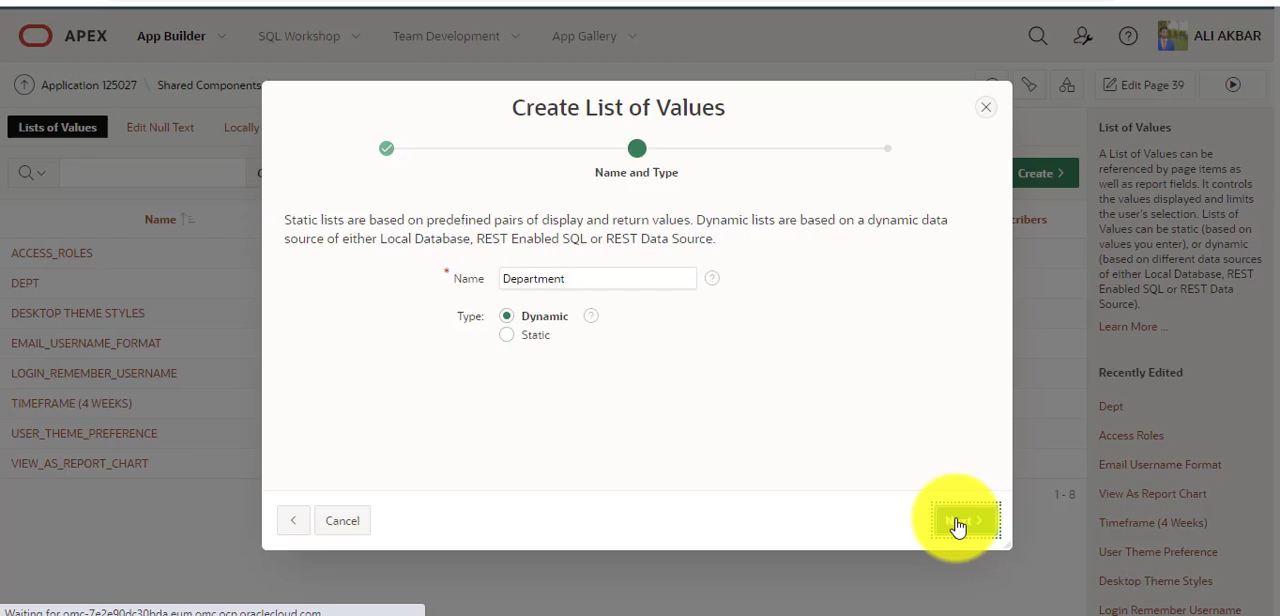 APEX
App Builder
SQL Workshop
Team Development
App Gallery
ALI AKBAR
Application 125027 \ Shared Components
Edit Page 39
Create List of Values
Lists of Values
Edit Null Text
Locally
List of Values
Name and Type
A List of Values can be
referenced by page items as
well as report fields. It controls
the values displayed and limits
the user's selection. Lists of
Values can be static (based on
values you enter), or dynamic
(based on different data sources
of either Local Database, REST
Enabled SQL or REST Data
Source).
Learn More ...
Create >
Name
Static lists are based on predefined pairs of display and return values. Dynamic lists are based on a dynamic data
source of either Local Database, REST Enabled SQL or REST Data Source.
ACCESS_ROLES
DEPT
DESKTOP THEME STYLES
EMAIL_USERNAME_FORMAT
LOGIN_REMEMBER_USERNAME
TIMEFRAME (4 WEEKS)
USER_THEME_PREFERENCE
VIEW_AS_REPORT_CHART
* Name
Department
Type:
Dynamic
Static
1 - 8
Recently Edited
Dept
Access Roles
Email Username Format
View As Report Chart
Timeframe (4 Weeks)
User Theme Preference
Desktop Theme Styles
Login Remember Username
<
Cancel